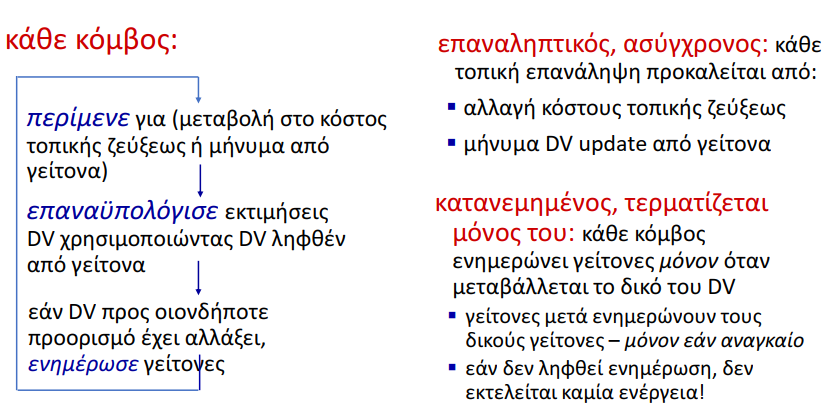 κάθε κόμβος:
περίμενε για (μεταβολή στο κόστος
τοπικής ζεύξεως ή μήνυμα από
γείτονα)
επαναϋπολόγισε εκτιμήσεις
DV χρησιμοποιώντας DV ληφθέν
από γείτονα
εάν DV προς οιονδήποτε
προορισμό έχει αλλάξει,
ενημέρωσε γείτονες
επαναληπτικός, ασύγχρονος: κάθε
τοπική επανάληψη προκαλείται από:
▪ αλλαγή κόστους τοπικής ζεύξεως
▪ μήνυμα DV update από γείτονα
κατανεμημένος, τερματίζεται
μόνος του: κάθε κόμβος
ενημερώνει γείτονες μόνον όταν
μεταβάλλεται το δικό του DV
▪ γείτονες μετά ενημερώνουν τους
δικούς γείτονες – μόνον εάν αναγκαίο
▪ εάν δεν ληφθεί ενημέρωση, δεν
εκτελείται καμία ενέργεια!